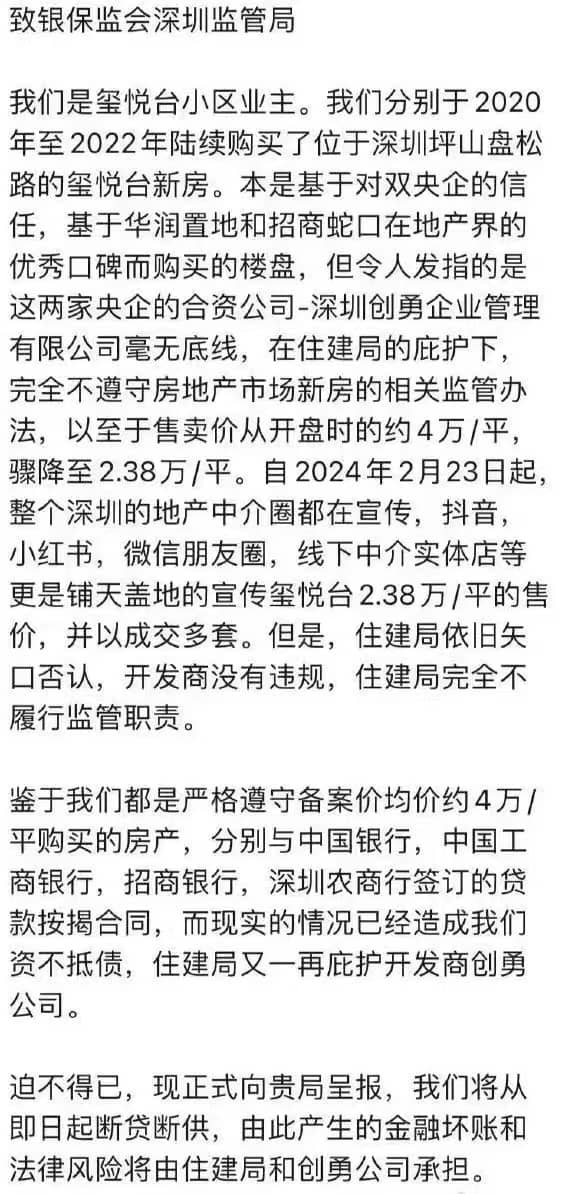 致银保监会深圳监管局
我们是玺悦台小区业主。我们分别于2020
年至2022年陆续购买了位于深圳坪山盘松
路的玺悦台新房。本是基于对双央企的信
任，基于华润置地和招商蛇口在地产界的
优秀口碑而购买的楼盘，但令人发指的是
这两家央企的合资公司-深圳创勇企业管理
有限公司毫无底线，在住建局的庇护下，
完全不遵守房地产市场新房的相关监管办
法，以至于售卖价从开盘时的约4万/平，
骤降至2.38万/平。自2024年2月23日起，
整个深圳的地产中介圈都在宣传，抖音，
小红书，微信朋友圈，线下中介实体店等
更是铺天盖地的宣传玺悦台2.38万/平的售
价，并以成交多套。但是，住建局依旧矢
口否认，开发商没有违规，住建局完全不
履行监管职责。
鉴于我们都是严格遵守备案价均价约4万/
平购买的房产，分别与中国银行，中国工
商银行，招商银行，深圳农商行签订的贷
款按揭合同，而现实的情况已经造成我们
资不抵债，住建局又一再庇护开发商创勇
公司。
迫不得已，现正式向贵局呈报，我们将从
即日起断贷断供，由此产生的金融坏账和
法律风险将由住建局和创勇公司承担。